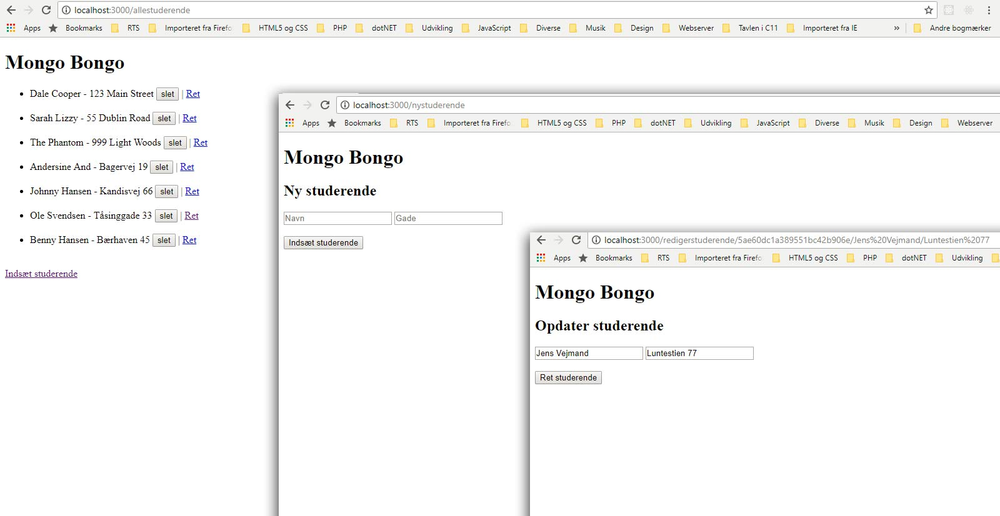 localhost:3000/allestuderende
Apps Bookmarks RTS Importeret fra Firefo HTML5 og CSS PHP dotNET Udvikling JavaScript Diverse Musik Design Webserver Tavlen i C11 Importeret fra IE » Andre bogmærker
Mongo Bongo
• Dale Cooper - 123 Main Street slet | Ret
• Sarah Lizzy - 55 Dublin Road slet | Ret
• The Phantom - 999 Light Woods slet | Ret
• Andersine And - Bagervej 19 slet | Ret
• Johnny Hansen - Kandisvej 66 slet | Ret
• Ole Svendsen - Tåsinggade 33 slet | Ret
• Benny Hansen - Bærhaven 45 slet | Ret
Indsæt studerende
localhost:3000/nystuderende
Apps Bookmarks RTS Importeret fra Firefo HTML5 og CSS PHP dotNET Udvikling JavaScript Diverse Musik Design Webserver
Mongo Bongo
Ny studerende
Navn Gade
Indsæt studerende
localhost:3000/redigerstuderende/5ae60dc1a389551bc42b906e/Jens%20Vejmand/Luntestien%2077
Apps Bookmarks RTS Importeret fra Firefo HTML5 og CSS PHP dotNET Udvikling
Mongo Bongo
Opdater studerende
Jens Vejmand Luntestien 77
Ret studerende